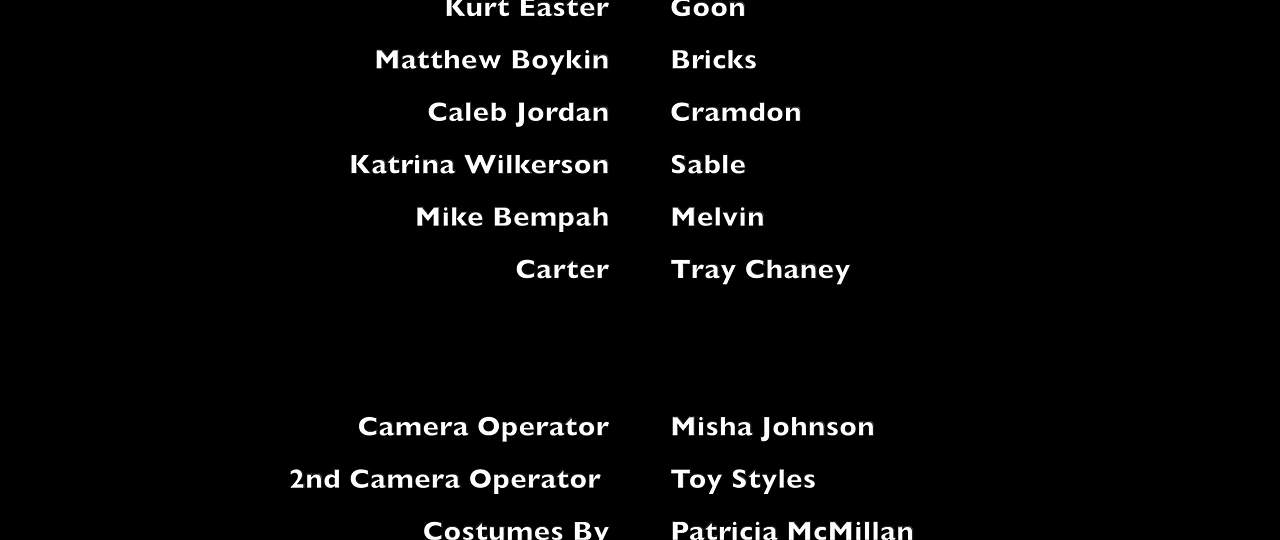 Kurt Easter Goon
Matthew Boykin Bricks
Caleb Jordan Cramdon
Katrina Wilkerson Sable
Mike Bempah Melvin
Carter Tray Chaney
Camera Operator Misha Johnson
2nd Camera Operator Toy Styles
Costumes By Patricia McMillan